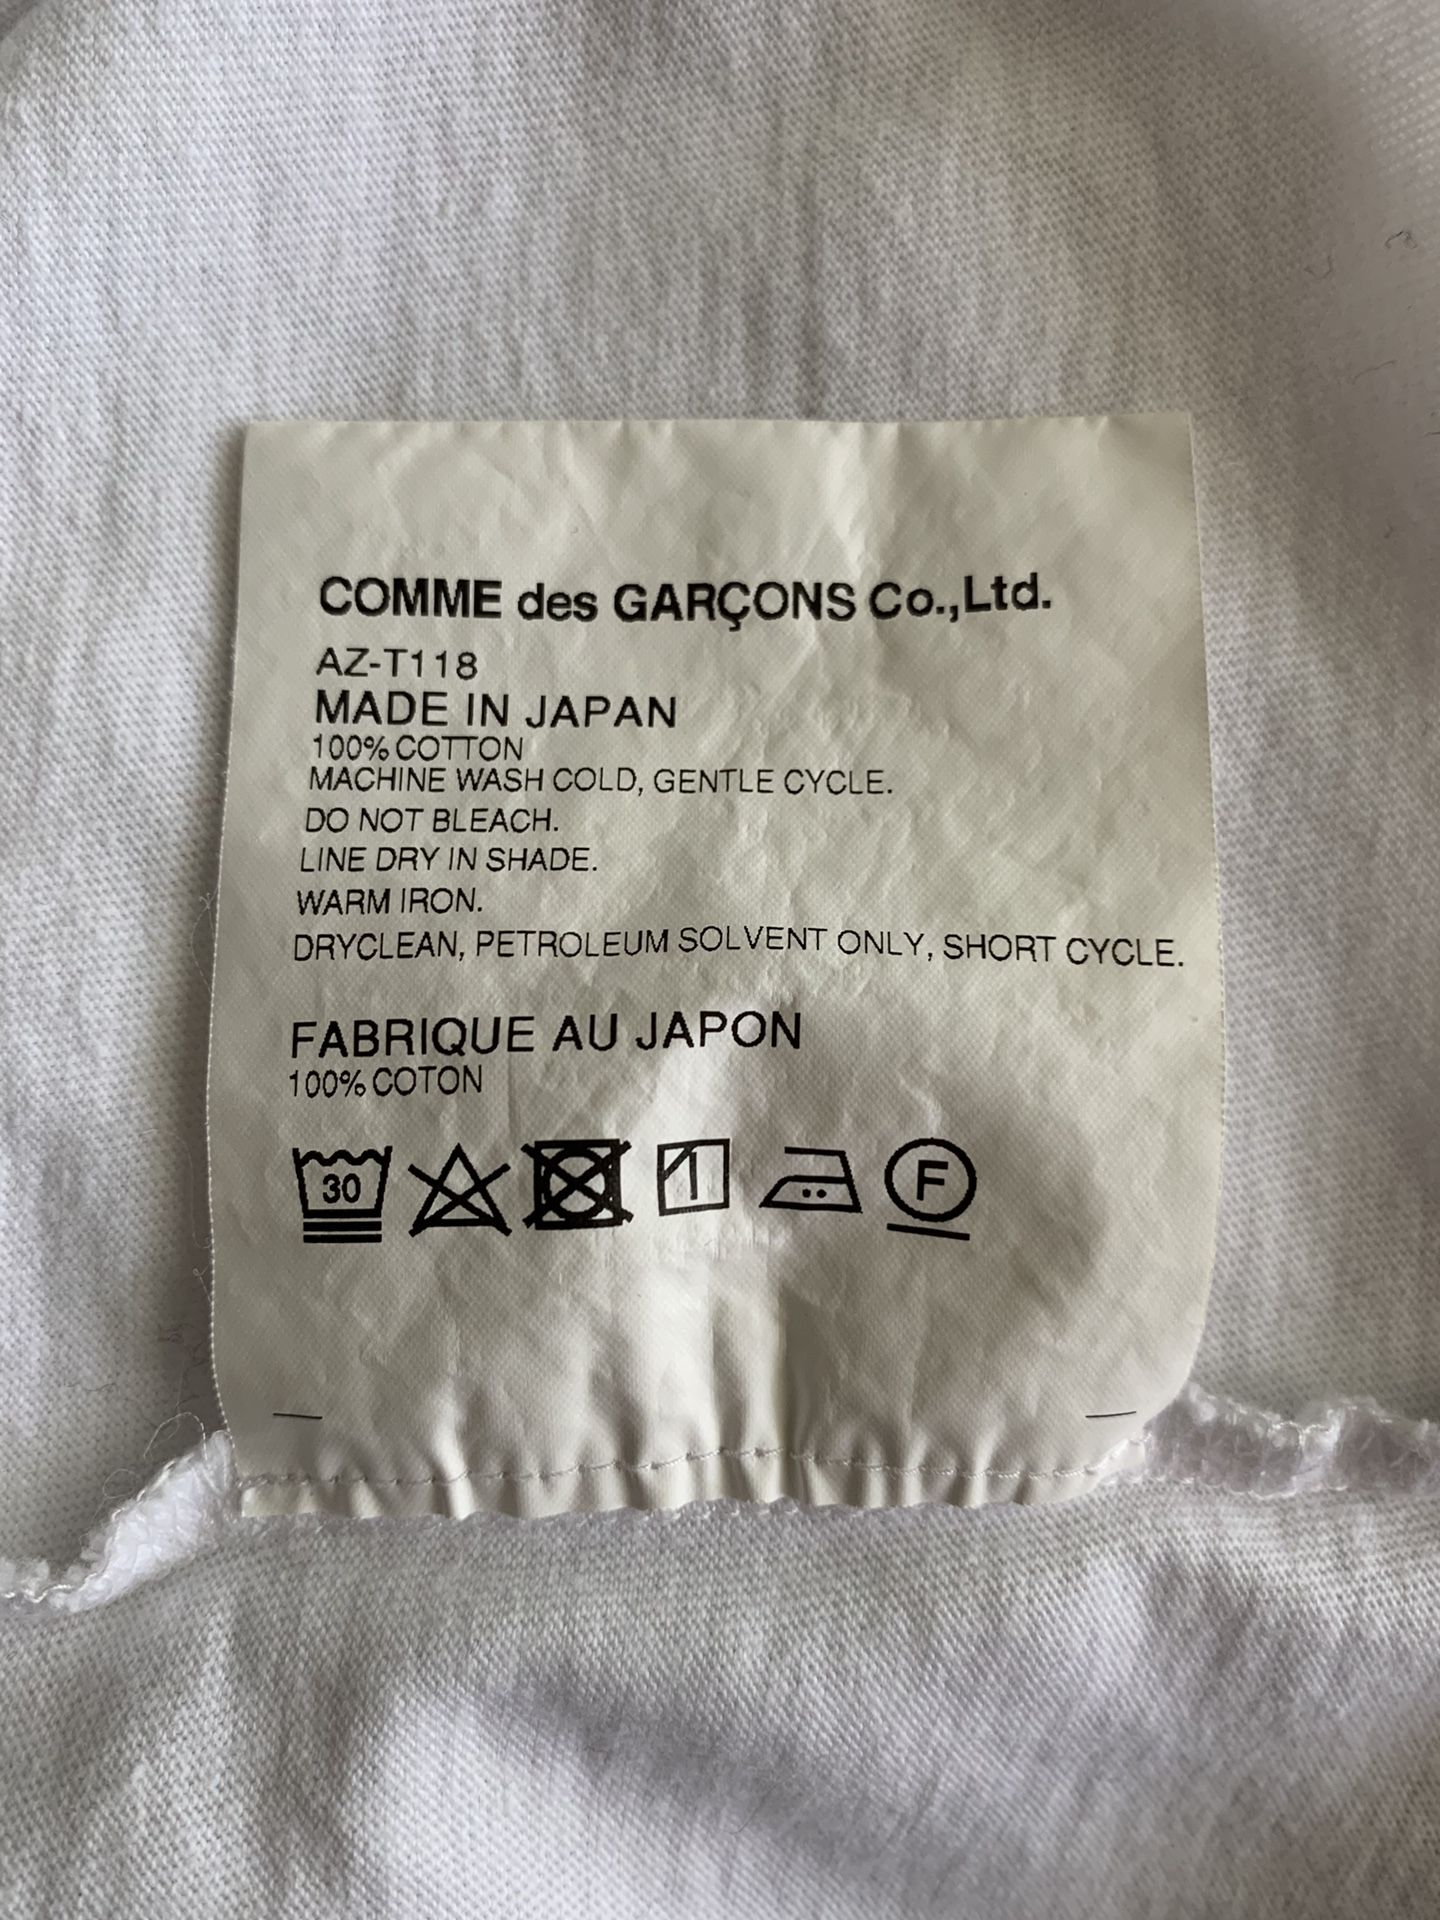 COMME des GARÇONS Co.,Ltd.
AZ-T118
MADE IN JAPAN
100% COTTON
MACHINE WASH COLD, GENTLE CYCLE.
DO NOT BLEACH.
LINE DRY IN SHADE.
WARM IRON.
DRYCLEAN, PETROLEUM SOLVENT ONLY, SHORT CYCLE.
FABRIQUE AU JAPON
100% COTON
30 F